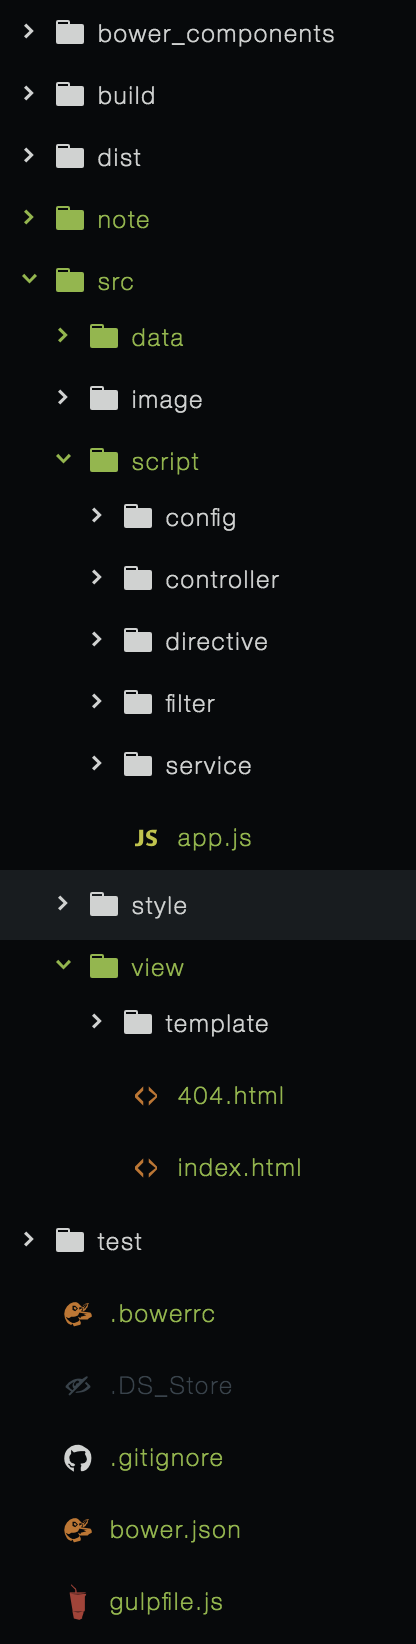 bower_components
build
dist
note
src
data
image
script
config
controller
directive
filter
service
JS app.js
style
view
template
<> 404.html
<> index.html
test
.bowerrc
.DS_Store
.gitignore
bower.json
gulpfile.js